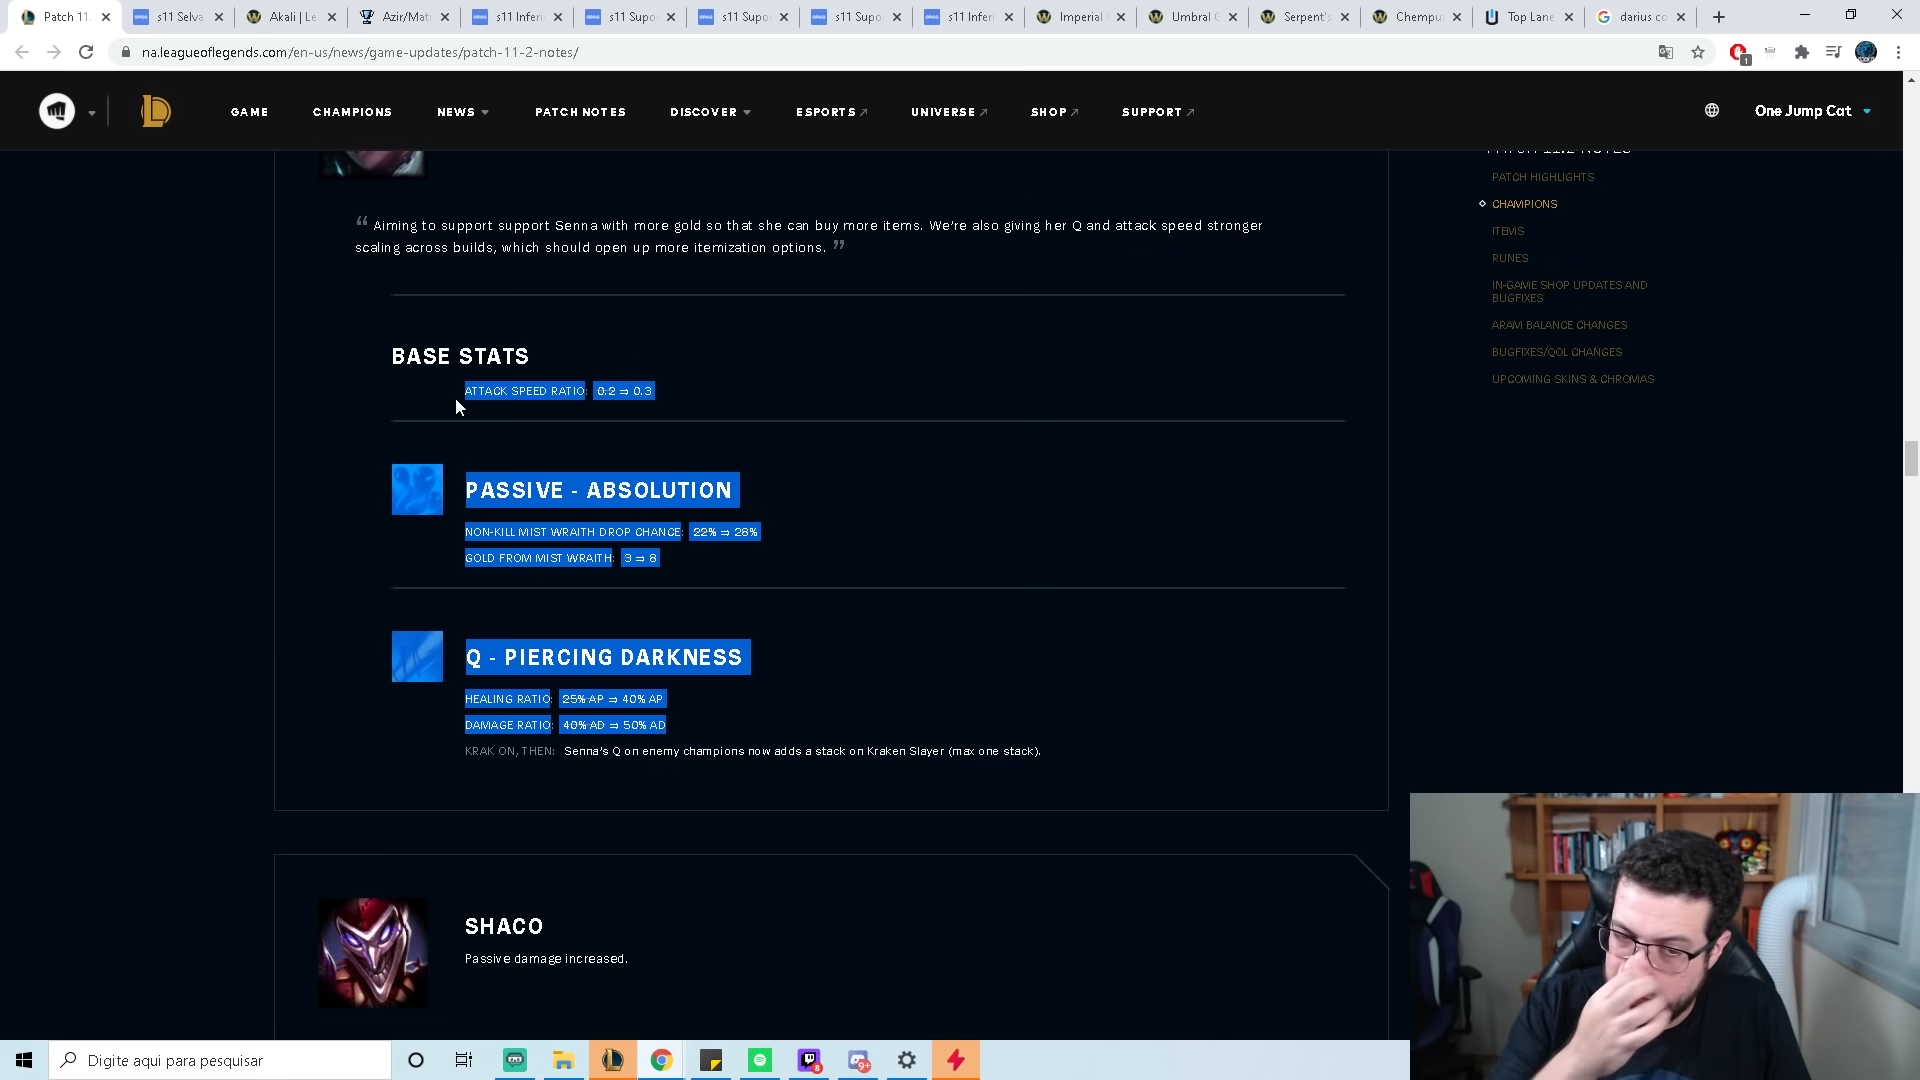 Patch 11.
s11 Selva
Akali | Le
Azir/Mat
s11 Inferi
s11 Supo
s11 Supo
s11 Supo
s11 Inferi
Imperial
Umbral G
Serpent's
Chempu
Top Lane
darius co
na.leagueoflegends.com/en-us/news/game-updates/patch-11-2-notes/
1
GAME
CHAMPIONS
NEWS
PATCH NOTES
DISCOVER
ESPORTS
UNIVERSE
SHOP
SUPPORT
One Jump Cat
“ Aiming to support support Senna with more gold so that she can buy more items. We’re also giving her Q and attack speed stronger
scaling across builds, which should open up more itemization options. ”
BASE STATS
ATTACK SPEED RATIO: 0.2 ⇒ 0.3
PASSIVE - ABSOLUTION
NON-KILL MIST WRAITH DROP CHANCE: 22% ⇒ 28%
GOLD FROM MIST WRAITH: 3 ⇒ 8
Q - PIERCING DARKNESS
HEALING RATIO: 25% AP ⇒ 40% AP
DAMAGE RATIO: 40% AD ⇒ 50% AD
KRAK ON, THEN: Senna’s Q on enemy champions now adds a stack on Kraken Slayer (max one stack).
SHACO
Passive damage increased.
PATCH 11.2 NOTES
PATCH HIGHLIGHTS
CHAMPIONS
ITEMS
RUNES
IN-GAME SHOP UPDATES AND
BUGFIXES
ARAM BALANCE CHANGES
BUGFIXES/QOL CHANGES
UPCOMING SKINS & CHROMAS
Digite aqui para pesquisar
8
9+